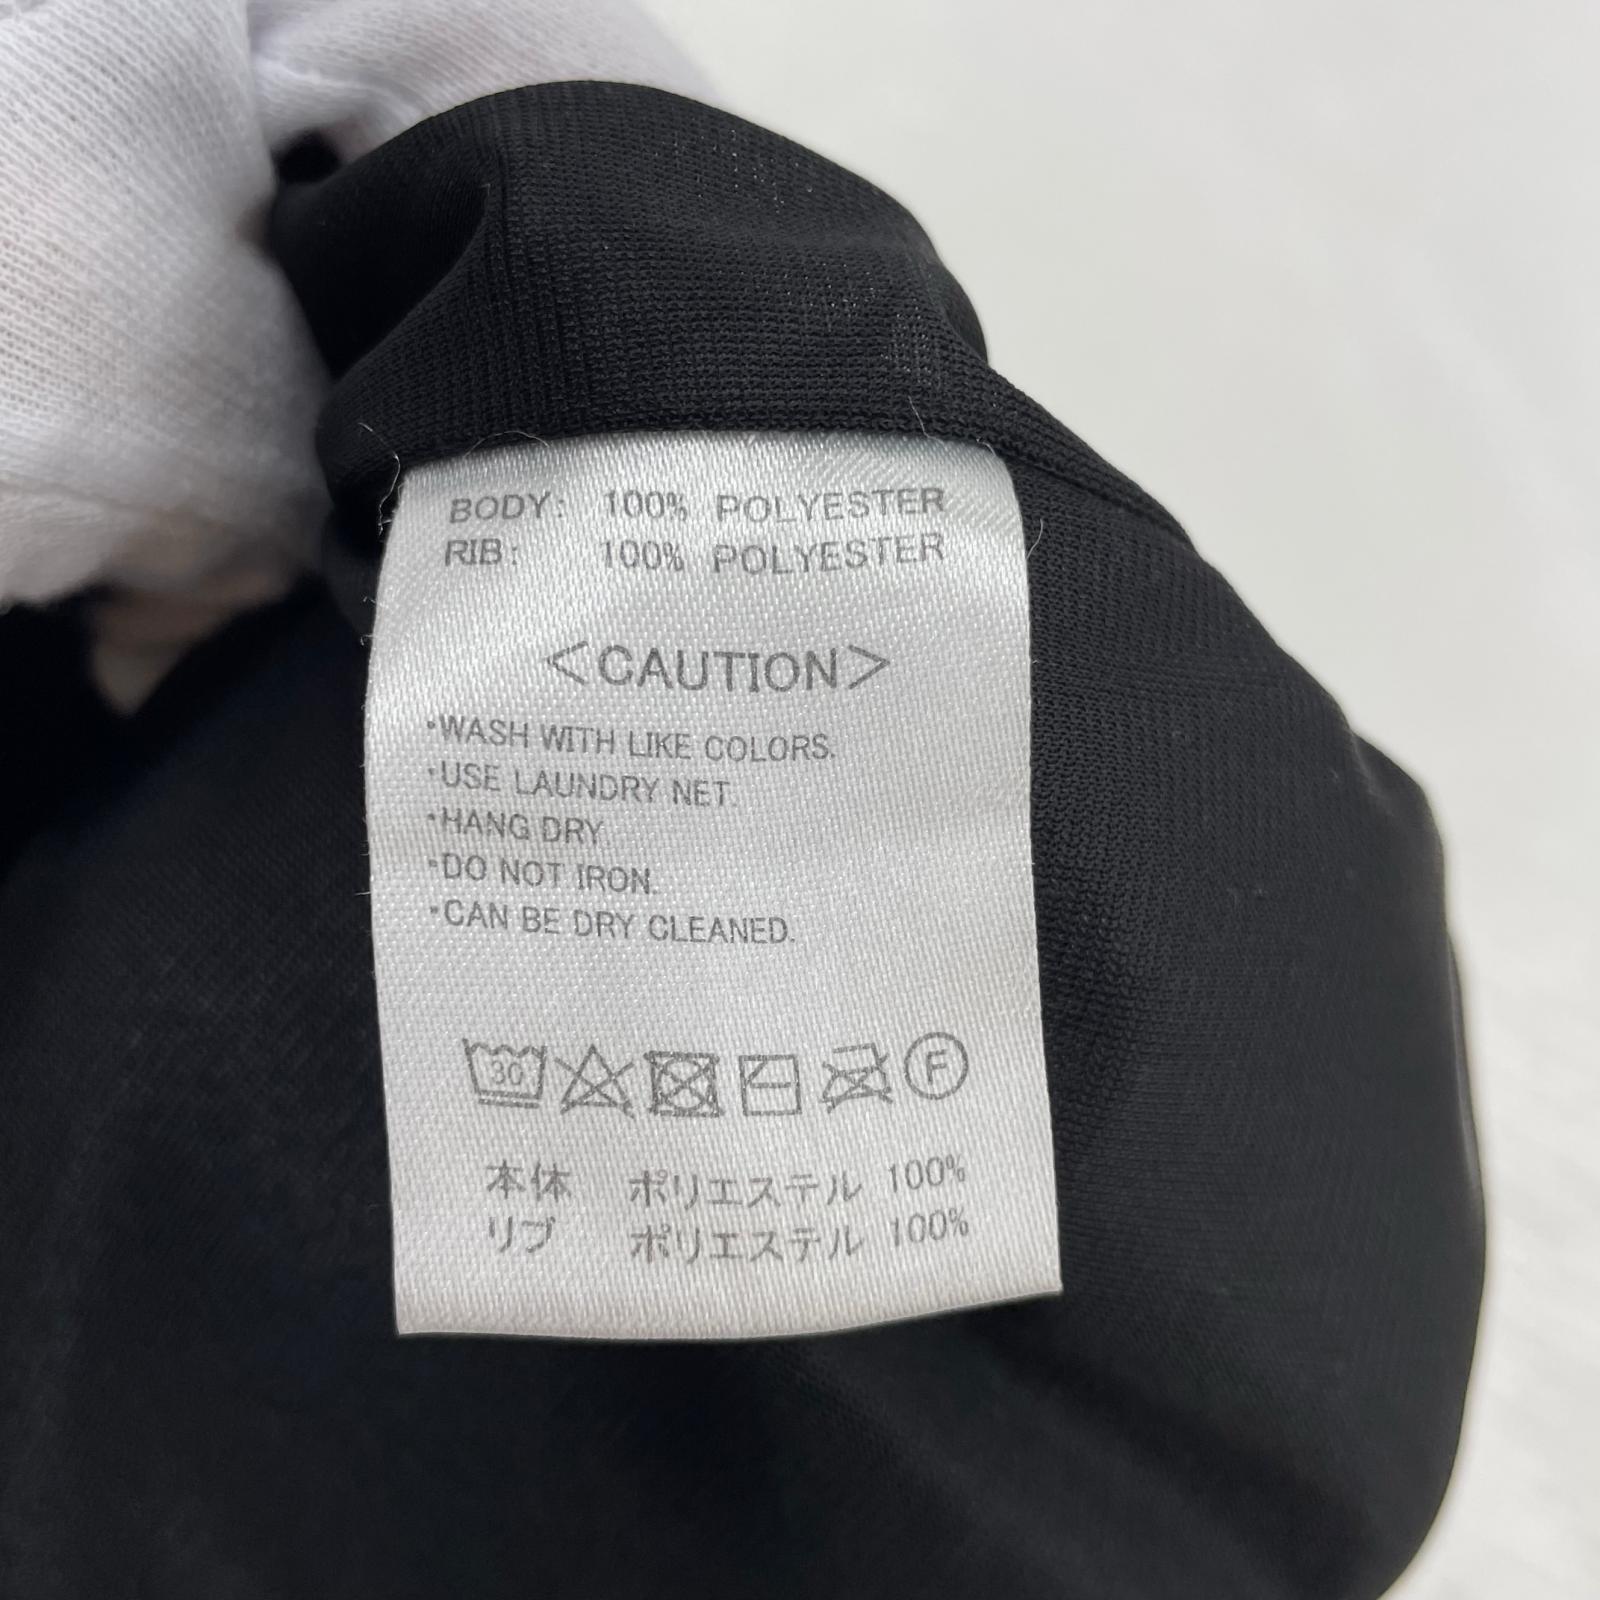 BODY: 100% POLYESTER
RIB: 100% POLYESTER
<CAUTION>
・WASH WITH LIKE COLORS.
・USE LAUNDRY NET.
・HANG DRY.
・DO NOT IRON.
・CAN BE DRY CLEANED.
30 F
本体 ポリエステル 100%
リブ ポリエステル 100%